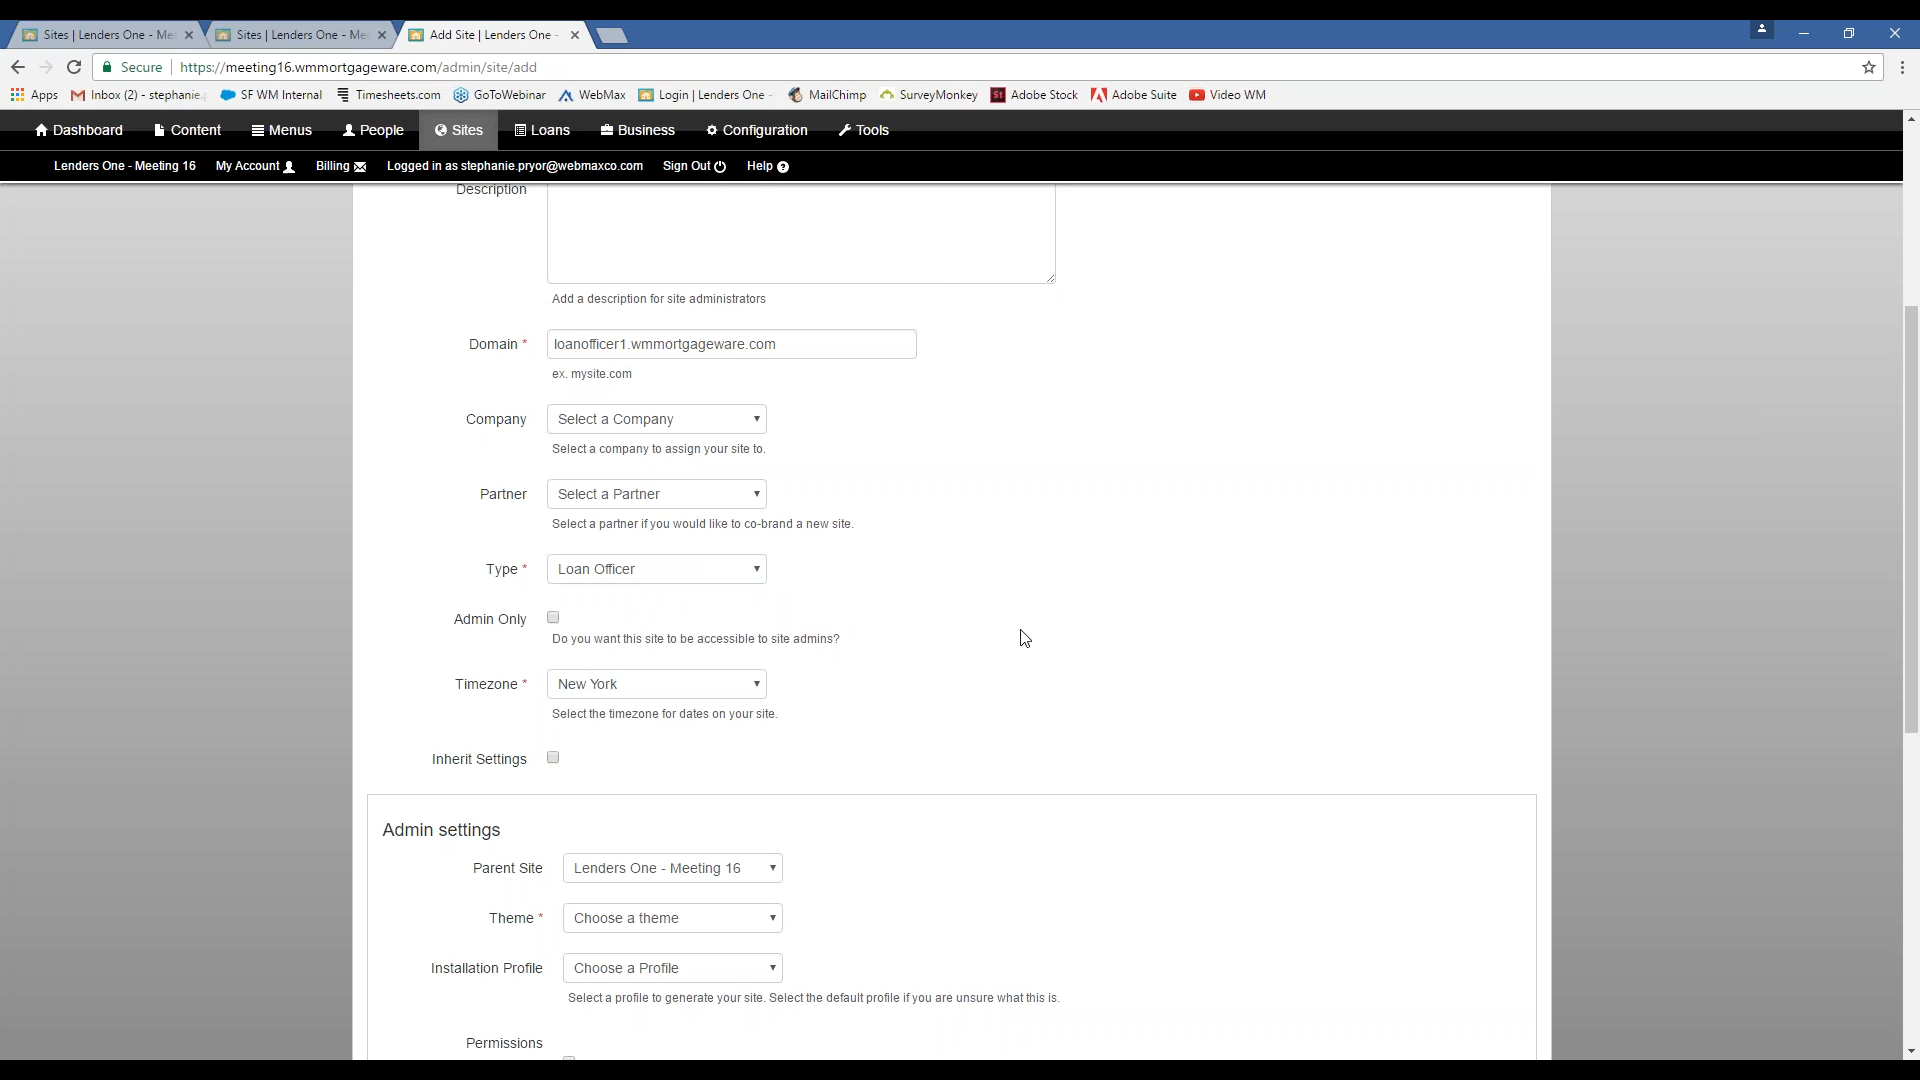 Sites | Lenders One - Me
Sites | Lenders One - Me
Add Site | Lenders One -
Secure
https://meeting16.wmmortgageware.com/admin/site/add
Apps
Inbox (2) - stephanie.
SF WM Internal
Timesheets.com
GoToWebinar
WebMax
Login | Lenders One -
MailChimp
SurveyMonkey
St
Adobe Stock
Adobe Suite
Video WM
Dashboard
Content
Menus
People
Sites
Loans
Business
Configuration
Tools
Lenders One - Meeting 16
My Account
Billing
Logged in as stephanie.pryor@webmaxco.com
Sign Out
Help
Description
Add a description for site administrators
Domain *
loanofficer1.wmmortgageware.com
ex. mysite.com
Company
Select a Company
Select a company to assign your site to.
Partner
Select a Partner
Select a partner if you would like to co-brand a new site.
Type *
Loan Officer
Admin Only
Do you want this site to be accessible to site admins?
Timezone *
New York
Select the timezone for dates on your site.
Inherit Settings
Admin settings
Parent Site
Lenders One - Meeting 16
Theme *
Choose a theme
Installation Profile
Choose a Profile
Select a profile to generate your site. Select the default profile if you are unsure what this is.
Permissions